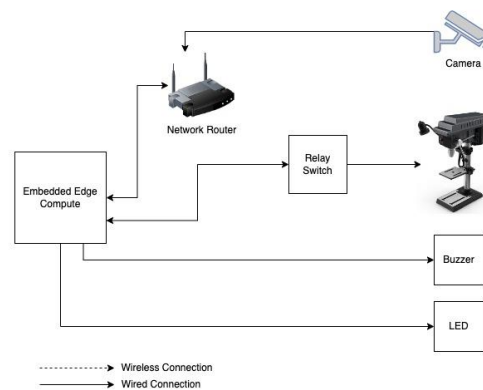 Camera
Network Router
Relay
Switch
Embedded Edge
Compute
Buzzer
LED
Wireless Connection
Wired Connection